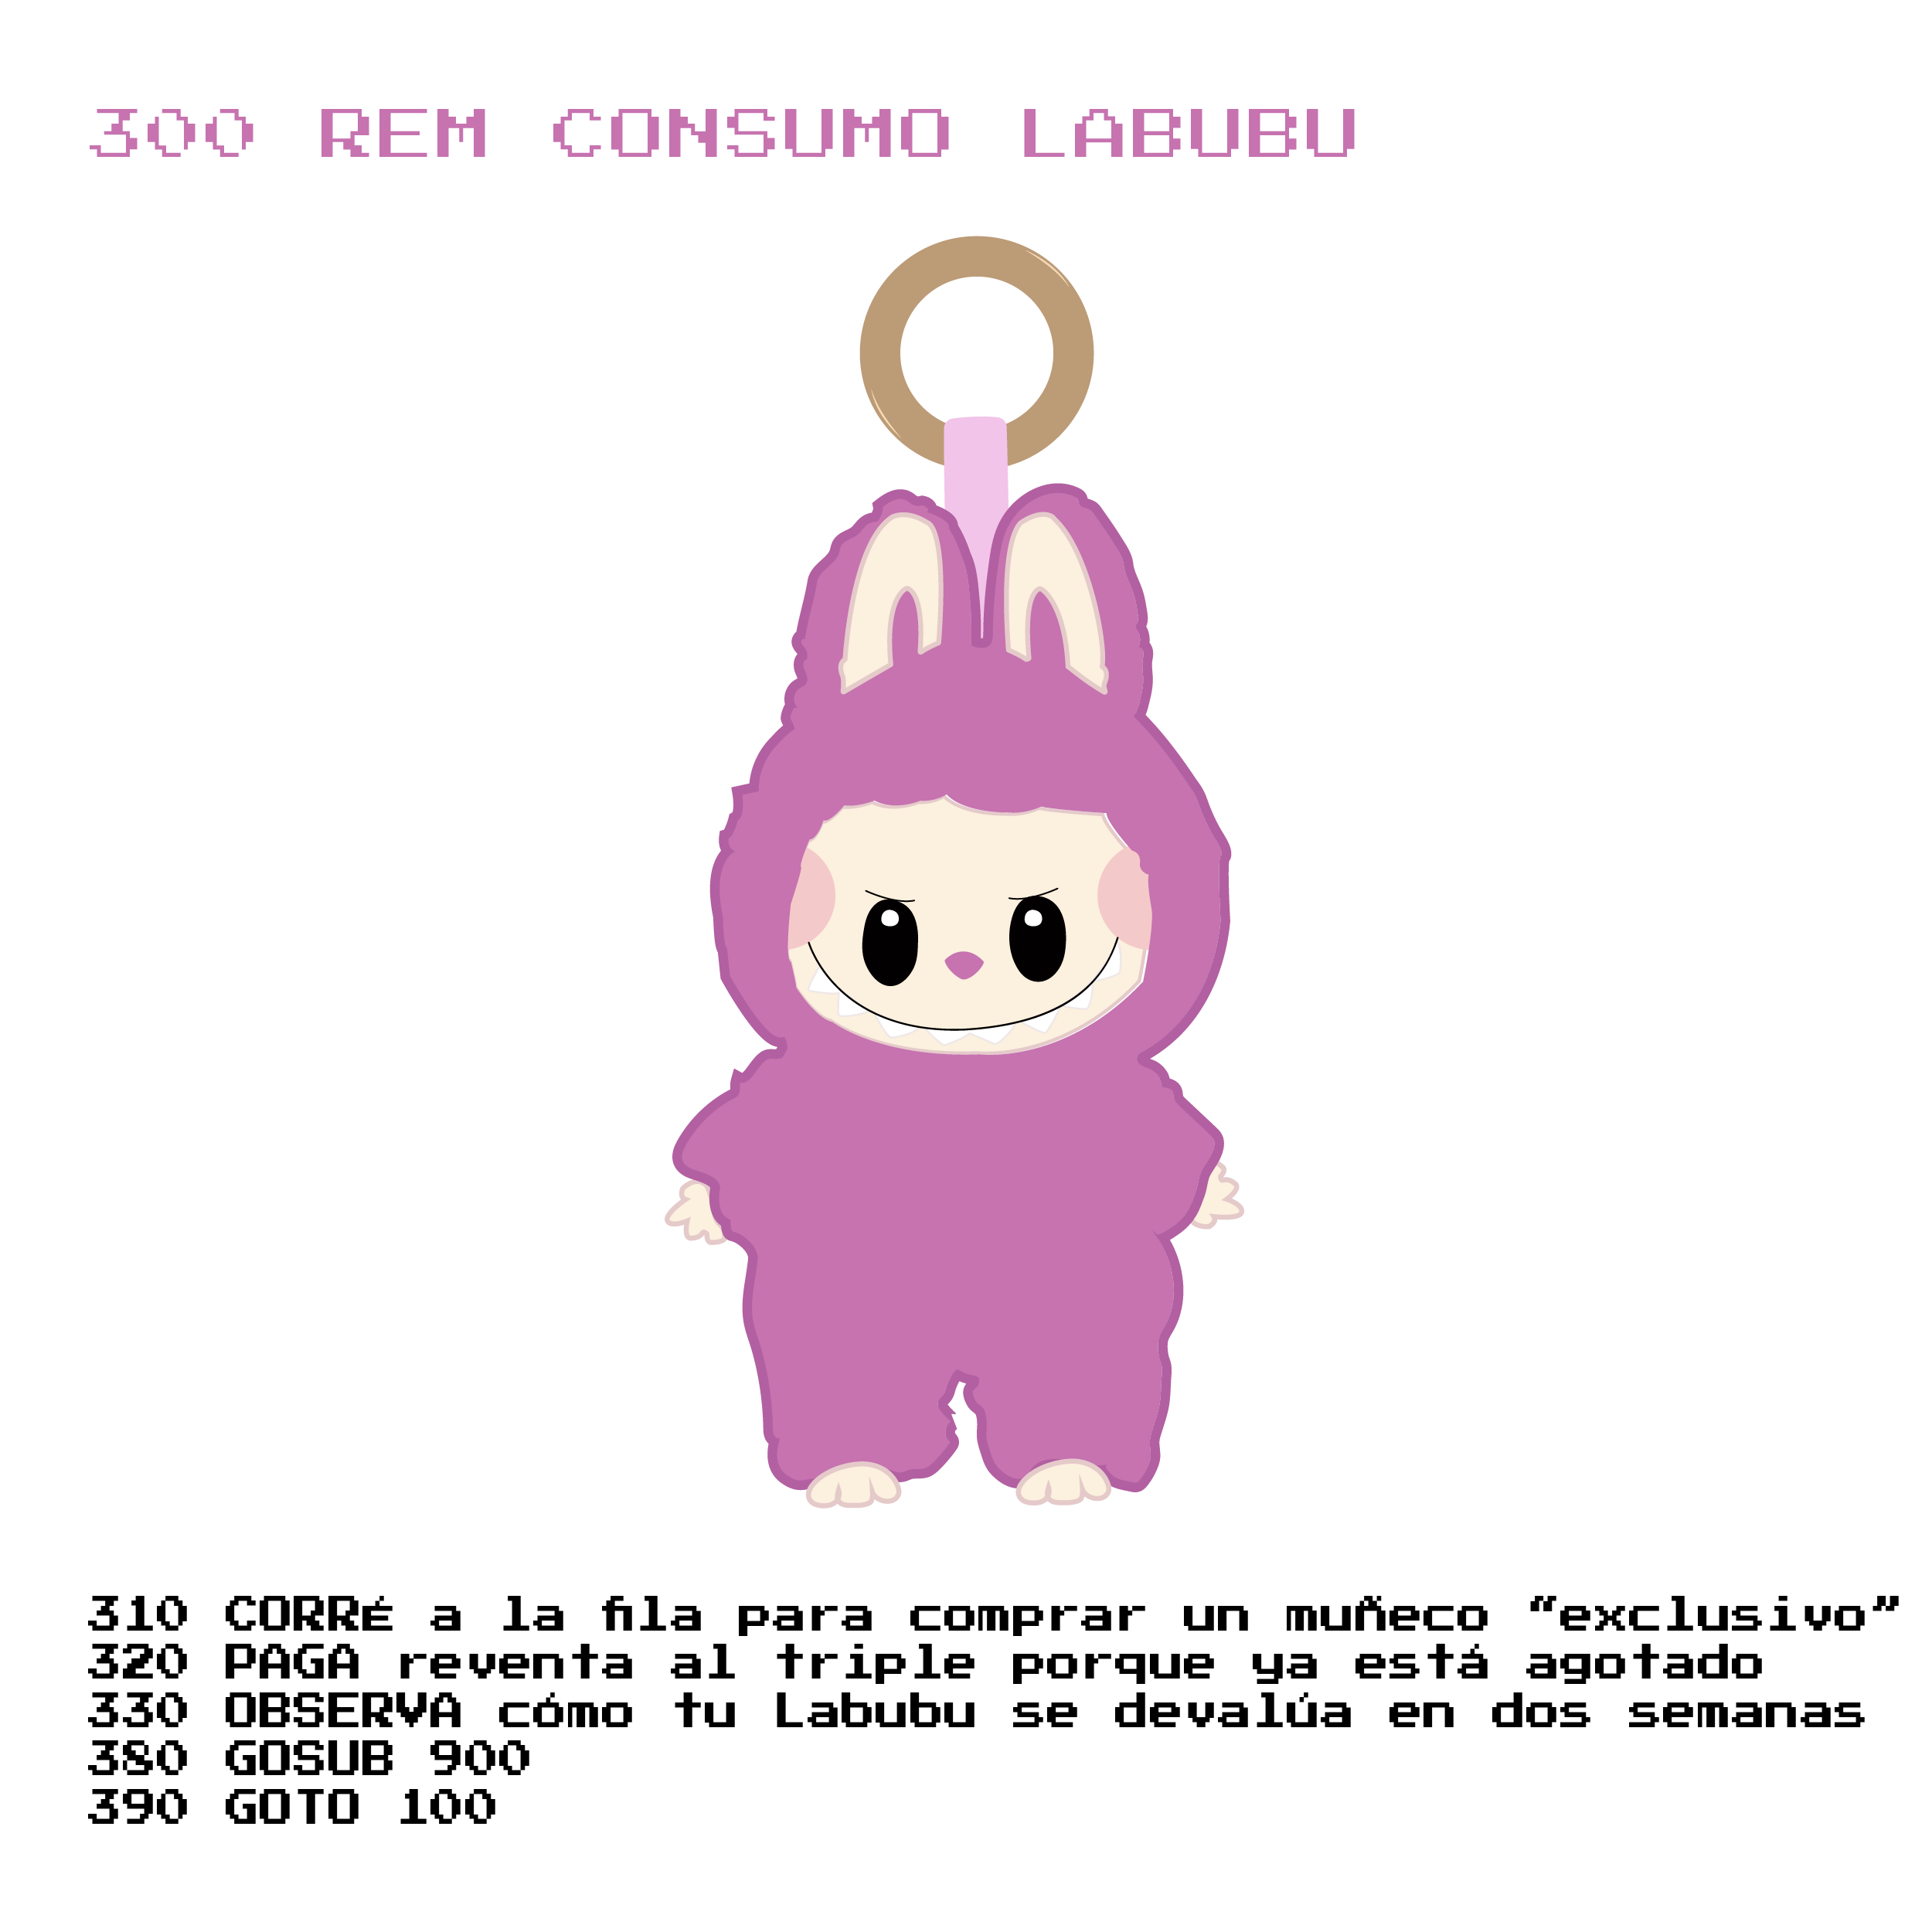 300 REM CONSUMO LABUBU
310 CORRÉ a la fila para comprar un muñeco “exclusivo”
320 PAGA reventa al triple porque ya está agotado
330 OBSERVA cómo tu Labubu se devalúa en dos semanas
380 GOSUB 900
390 GOTO 100